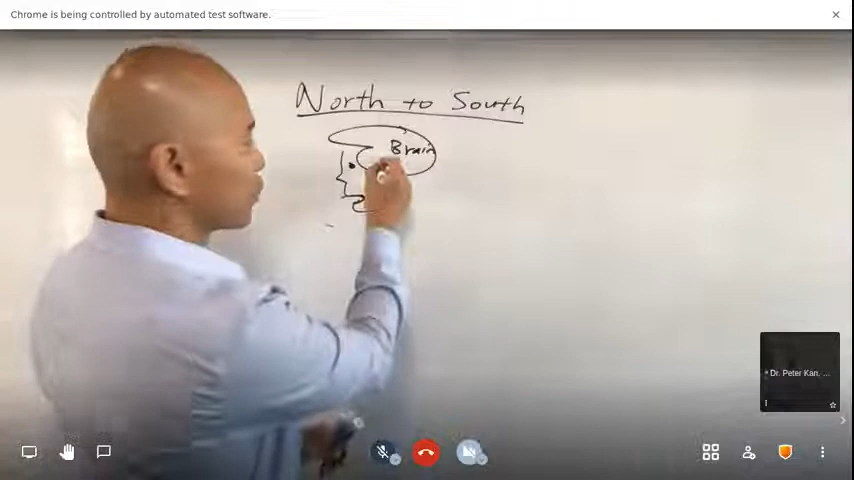 Chrome is being controlled by automated test software.
North to South
Brain
Dr. Peter Kan, ...